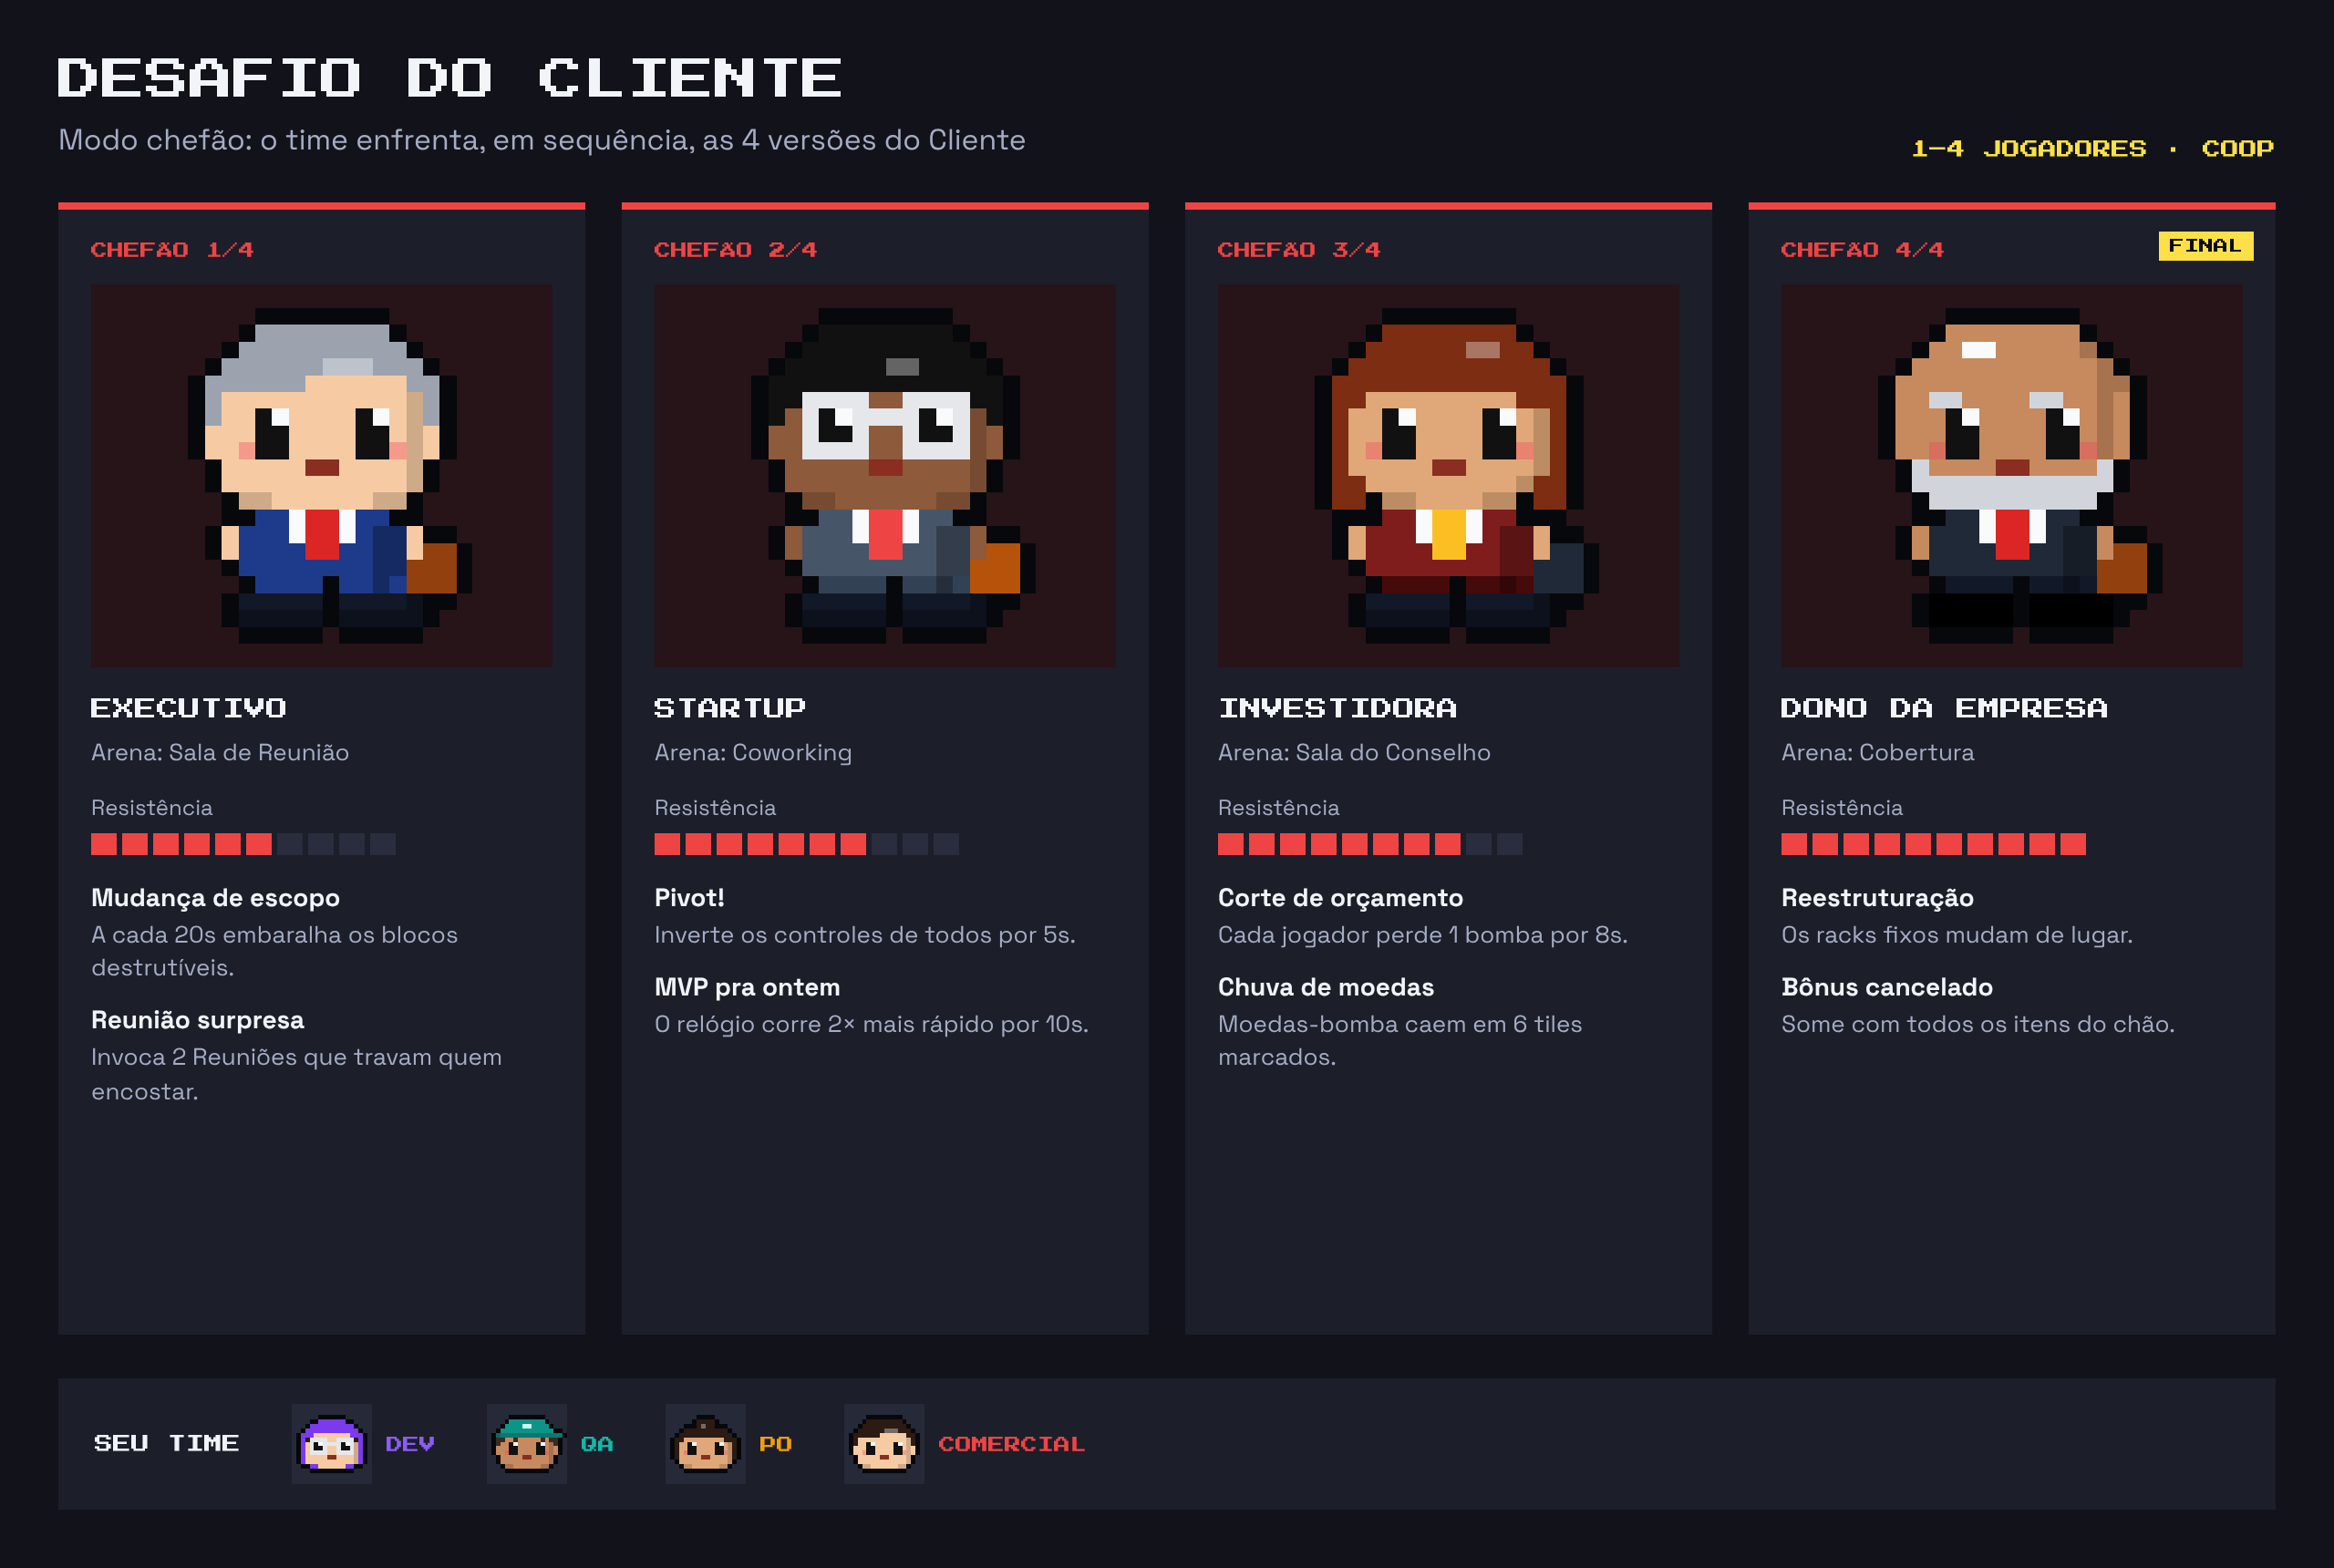 DESAFIO DO CLIENTE
Modo chefão: o time enfrenta, em sequência, as 4 versões do Cliente
1–4 JOGADORES · COOP
CHEFÃO 1/4
EXECUTIVO
Arena: Sala de Reunião
Resistência
Mudança de escopo
A cada 20s embaralha os blocos
destrutíveis.
Reunião surpresa
Invoca 2 Reuniões que travam quem
encostar.
CHEFÃO 2/4
STARTUP
Arena: Coworking
Resistência
Pivot!
Inverte os controles de todos por 5s.
MVP pra ontem
O relógio corre 2× mais rápido por 10s.
CHEFÃO 3/4
INVESTIDORA
Arena: Sala do Conselho
Resistência
Corte de orçamento
Cada jogador perde 1 bomba por 8s.
Chuva de moedas
Moedas-bomba caem em 6 tiles
marcados.
CHEFÃO 4/4
FINAL
DONO DA EMPRESA
Arena: Cobertura
Resistência
Reestruturação
Os racks fixos mudam de lugar.
Bônus cancelado
Some com todos os itens do chão.
SEU TIME
DEV
QA
PO
COMERCIAL